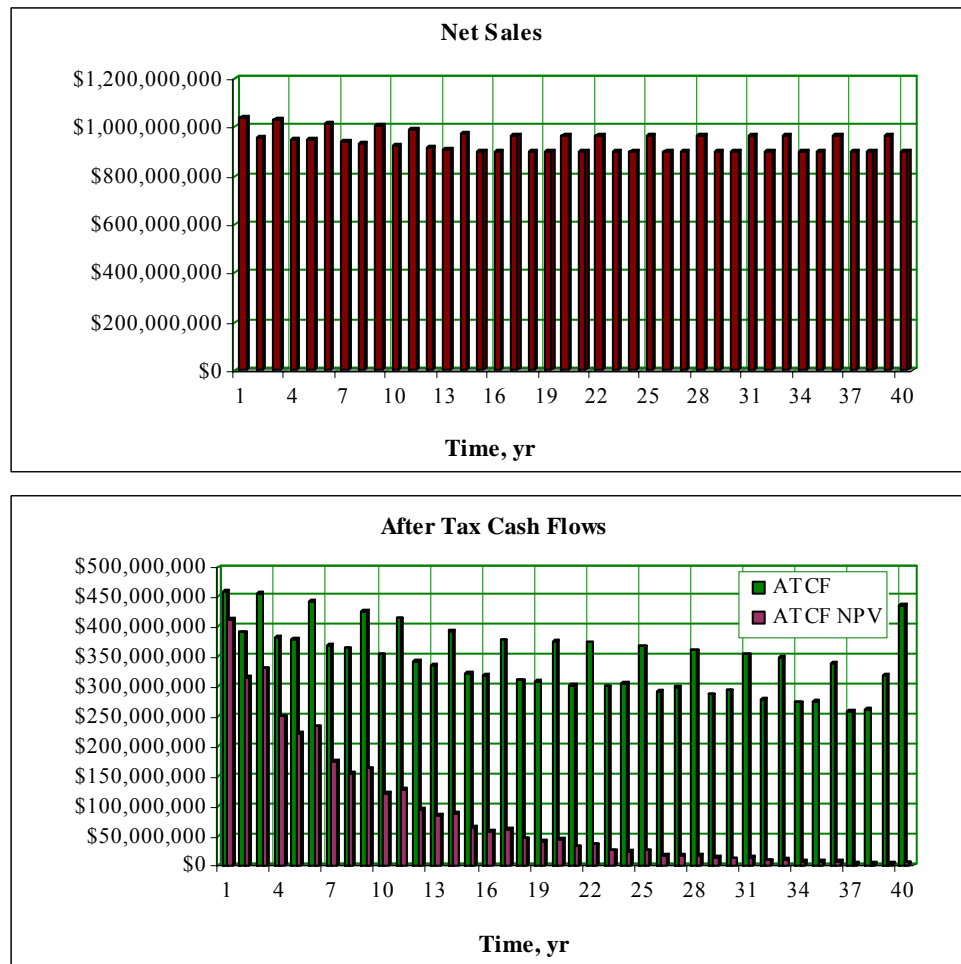 Net Sales
$1,200,000,000
$1,000,000,000
$800,000,000
$600,000,000
$400,000,000
$200,000,000
$0
1 4 7 10 13 16 19 22 25 28 31 34 37 40
Time, yr
After Tax Cash Flows
$500,000,000
$450,000,000
$400,000,000
$350,000,000
$300,000,000
$250,000,000
$200,000,000
$150,000,000
$100,000,000
$50,000,000
$0
ATCF
ATCF NPV
1 4 7 10 13 16 19 22 25 28 31 34 37 40
Time, yr